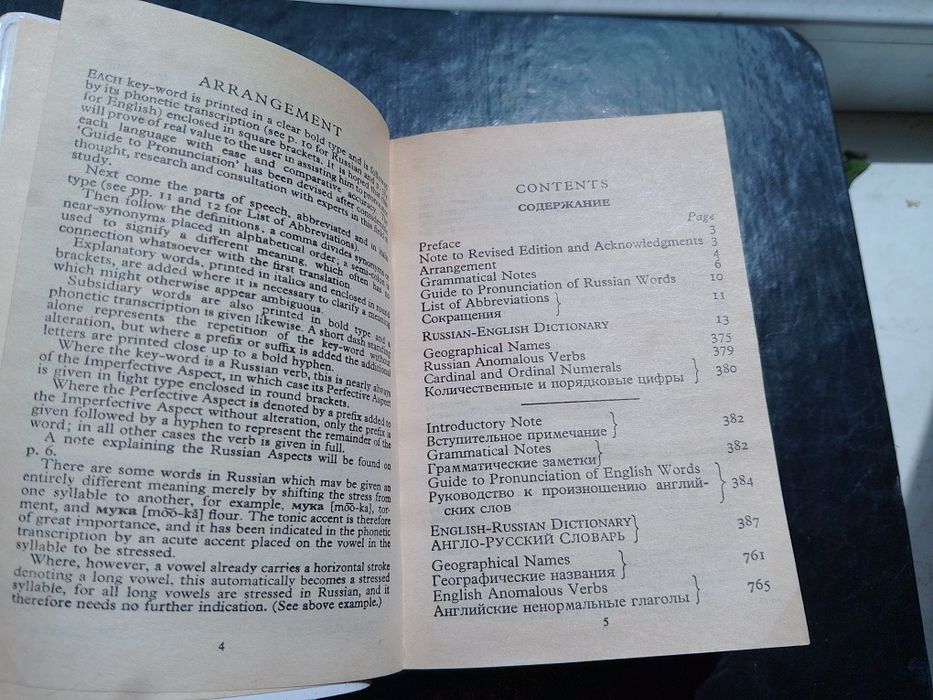 ARRANGEMENT
EACH key-word is printed in a clear bold type and is followed
by its phonetic transcription (see p. 10 for Russian and p.
for English) enclosed in square brackets. It is hoped that this
will prove of real value to the user in assisting him to pronounce
each language with ease and comparative accuracy. The
'Guide to Pronunciation' has been devised after considerable
thought, research and consultation with experts in this field of
study.
Next come the parts of speech, abbreviated and in italic
type (see pp. 11 and 12 for List of Abbreviations).
Then follow the definitions, a comma divides synonyms or
near-synonyms placed in alphabetical order; a semi-colon is
used to signify a different meaning, which often has no
connection whatsoever with the first translation.
Explanatory words, printed in italics and enclosed in round
brackets, are added where it is necessary to clarify a meaning
which might otherwise appear ambiguous.
Subsidiary words are also printed in bold type and a
phonetic transcription is given likewise. A short dash standing
alone represents the repetition of the key-word without
alteration, but where a prefix or suffix is added the additional
letters are printed close up to a bold hyphen.
Where the key-word is a Russian verb, this is nearly always
of the Imperfective Aspect, in which case its Perfective Aspect
is given in light type enclosed in round brackets.
Where the Perfective Aspect is denoted by a prefix added to
the Imperfective Aspect without alteration, only the prefix is
given followed by a hyphen to represent the remainder of the
word; in all other cases the verb is given in full.
A note explaining the Russian Aspects will be found on
p. 6.
There are some words in Russian which may be given an
entirely different meaning merely by shifting the stress from
one syllable to another, for example, мука [mōō-ka], tor-
ment, and мука [mōō-kā] flour. The tonic accent is therefore
of great importance, and it has been indicated in the phonetic
transcription by an acute accent placed on the vowel in the
syllable to be stressed.
Where, however, a vowel already carries a horizontal stroke
denoting a long vowel, this automatically becomes a stressed
syllable, for all long vowels are stressed in Russian, and it
therefore needs no further indication. (See above example.)
4
CONTENTS
СОДЕРЖАНИЕ
Page
Preface 3
Note to Revised Edition and Acknowledgments 3
Arrangement 4
Grammatical Notes 6
Guide to Pronunciation of Russian Words 10
List of Abbreviations
Сокращения } 11
RUSSIAN-ENGLISH DICTIONARY 13
Geographical Names 375
Russian Anomalous Verbs 379
Cardinal and Ordinal Numerals
Количественные и порядковые цифры } 380
Introductory Note
Вступительное примечание } 382
Grammatical Notes
Грамматические заметки } 382
Guide to Pronunciation of English Words
Руководство к произношению англий-
ских слов } 384
ENGLISH-RUSSIAN DICTIONARY
АНГЛО-РУССКИЙ СЛОВАРЬ } 387
Geographical Names
Географические названия } 761
English Anomalous Verbs
Английские ненормальные глаголы } 765
5